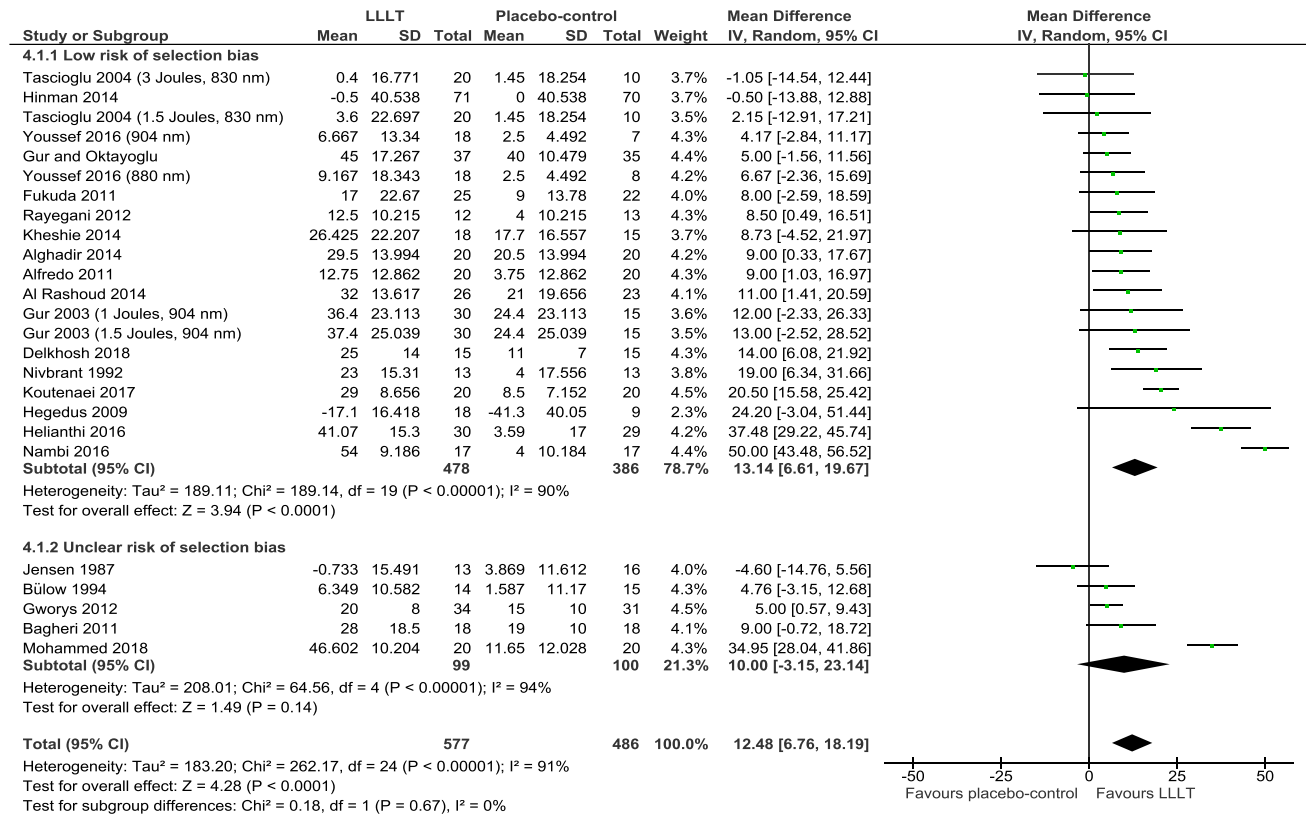 LLLT Placebo-control Mean Difference Mean Difference
Study or Subgroup Mean SD Total Mean SD Total Weight IV, Random, 95% CI IV, Random, 95% CI
4.1.1 Low risk of selection bias
Tascioglu 2004 (3 Joules, 830 nm) 0.4 16.771 20 1.45 18.254 10 3.7% -1.05 [-14.54, 12.44]
Hinman 2014 -0.5 40.538 71 0 40.538 70 3.7% -0.50 [-13.88, 12.88]
Tascioglu 2004 (1.5 Joules, 830 nm) 3.6 22.697 20 1.45 18.254 10 3.5% 2.15 [-12.91, 17.21]
Youssef 2016 (904 nm) 6.667 13.34 18 2.5 4.492 7 4.3% 4.17 [-2.84, 11.17]
Gur and Oktayoglu 45 17.267 37 40 10.479 35 4.4% 5.00 [-1.56, 11.56]
Youssef 2016 (880 nm) 9.167 18.343 18 2.5 4.492 8 4.2% 6.67 [-2.36, 15.69]
Fukuda 2011 17 22.67 25 9 13.78 22 4.0% 8.00 [-2.59, 18.59]
Rayegani 2012 12.5 10.215 12 4 10.215 13 4.3% 8.50 [0.49, 16.51]
Kheshie 2014 26.425 22.207 18 17.7 16.557 15 3.7% 8.73 [-4.52, 21.97]
Alghadir 2014 29.5 13.994 20 20.5 13.994 20 4.2% 9.00 [0.33, 17.67]
Alfredo 2011 12.75 12.862 20 3.75 12.862 20 4.3% 9.00 [1.03, 16.97]
Al Rashoud 2014 32 13.617 26 21 19.656 23 4.1% 11.00 [1.41, 20.59]
Gur 2003 (1 Joules, 904 nm) 36.4 23.113 30 24.4 23.113 15 3.6% 12.00 [-2.33, 26.33]
Gur 2003 (1.5 Joules, 904 nm) 37.4 25.039 30 24.4 25.039 15 3.5% 13.00 [-2.52, 28.52]
Delkhosh 2018 25 14 15 11 7 15 4.3% 14.00 [6.08, 21.92]
Nivbrant 1992 23 15.31 13 4 17.556 13 3.8% 19.00 [6.34, 31.66]
Koutenaei 2017 29 8.656 20 8.5 7.152 20 4.5% 20.50 [15.58, 25.42]
Hegedus 2009 -17.1 16.418 18 -41.3 40.05 9 2.3% 24.20 [-3.04, 51.44]
Helianthi 2016 41.07 15.3 30 3.59 17 29 4.2% 37.48 [29.22, 45.74]
Nambi 2016 54 9.186 17 4 10.184 17 4.4% 50.00 [43.48, 56.52]
Subtotal (95% CI) 478 386 78.7% 13.14 [6.61, 19.67]
Heterogeneity: Tau² = 189.11; Chi² = 189.14, df = 19 (P < 0.00001); I² = 90%
Test for overall effect: Z = 3.94 (P < 0.0001)
4.1.2 Unclear risk of selection bias
Jensen 1987 -0.733 15.491 13 3.869 11.612 16 4.0% -4.60 [-14.76, 5.56]
Bülow 1994 6.349 10.582 14 1.587 11.17 15 4.3% 4.76 [-3.15, 12.68]
Gworys 2012 20 8 34 15 10 31 4.5% 5.00 [0.57, 9.43]
Bagheri 2011 28 18.5 18 19 10 18 4.1% 9.00 [-0.72, 18.72]
Mohammed 2018 46.602 10.204 20 11.65 12.028 20 4.3% 34.95 [28.04, 41.86]
Subtotal (95% CI) 99 100 21.3% 10.00 [-3.15, 23.14]
Heterogeneity: Tau² = 208.01; Chi² = 64.56, df = 4 (P < 0.00001); I² = 94%
Test for overall effect: Z = 1.49 (P = 0.14)
Total (95% CI) 577 486 100.0% 12.48 [6.76, 18.19]
Heterogeneity: Tau² = 183.20; Chi² = 262.17, df = 24 (P < 0.00001); I² = 91%
Test for overall effect: Z = 4.28 (P < 0.0001)
Test for subgroup differences: Chi² = 0.18, df = 1 (P = 0.67), I² = 0%
-50 -25 0 25 50
Favours placebo-control Favours LLLT